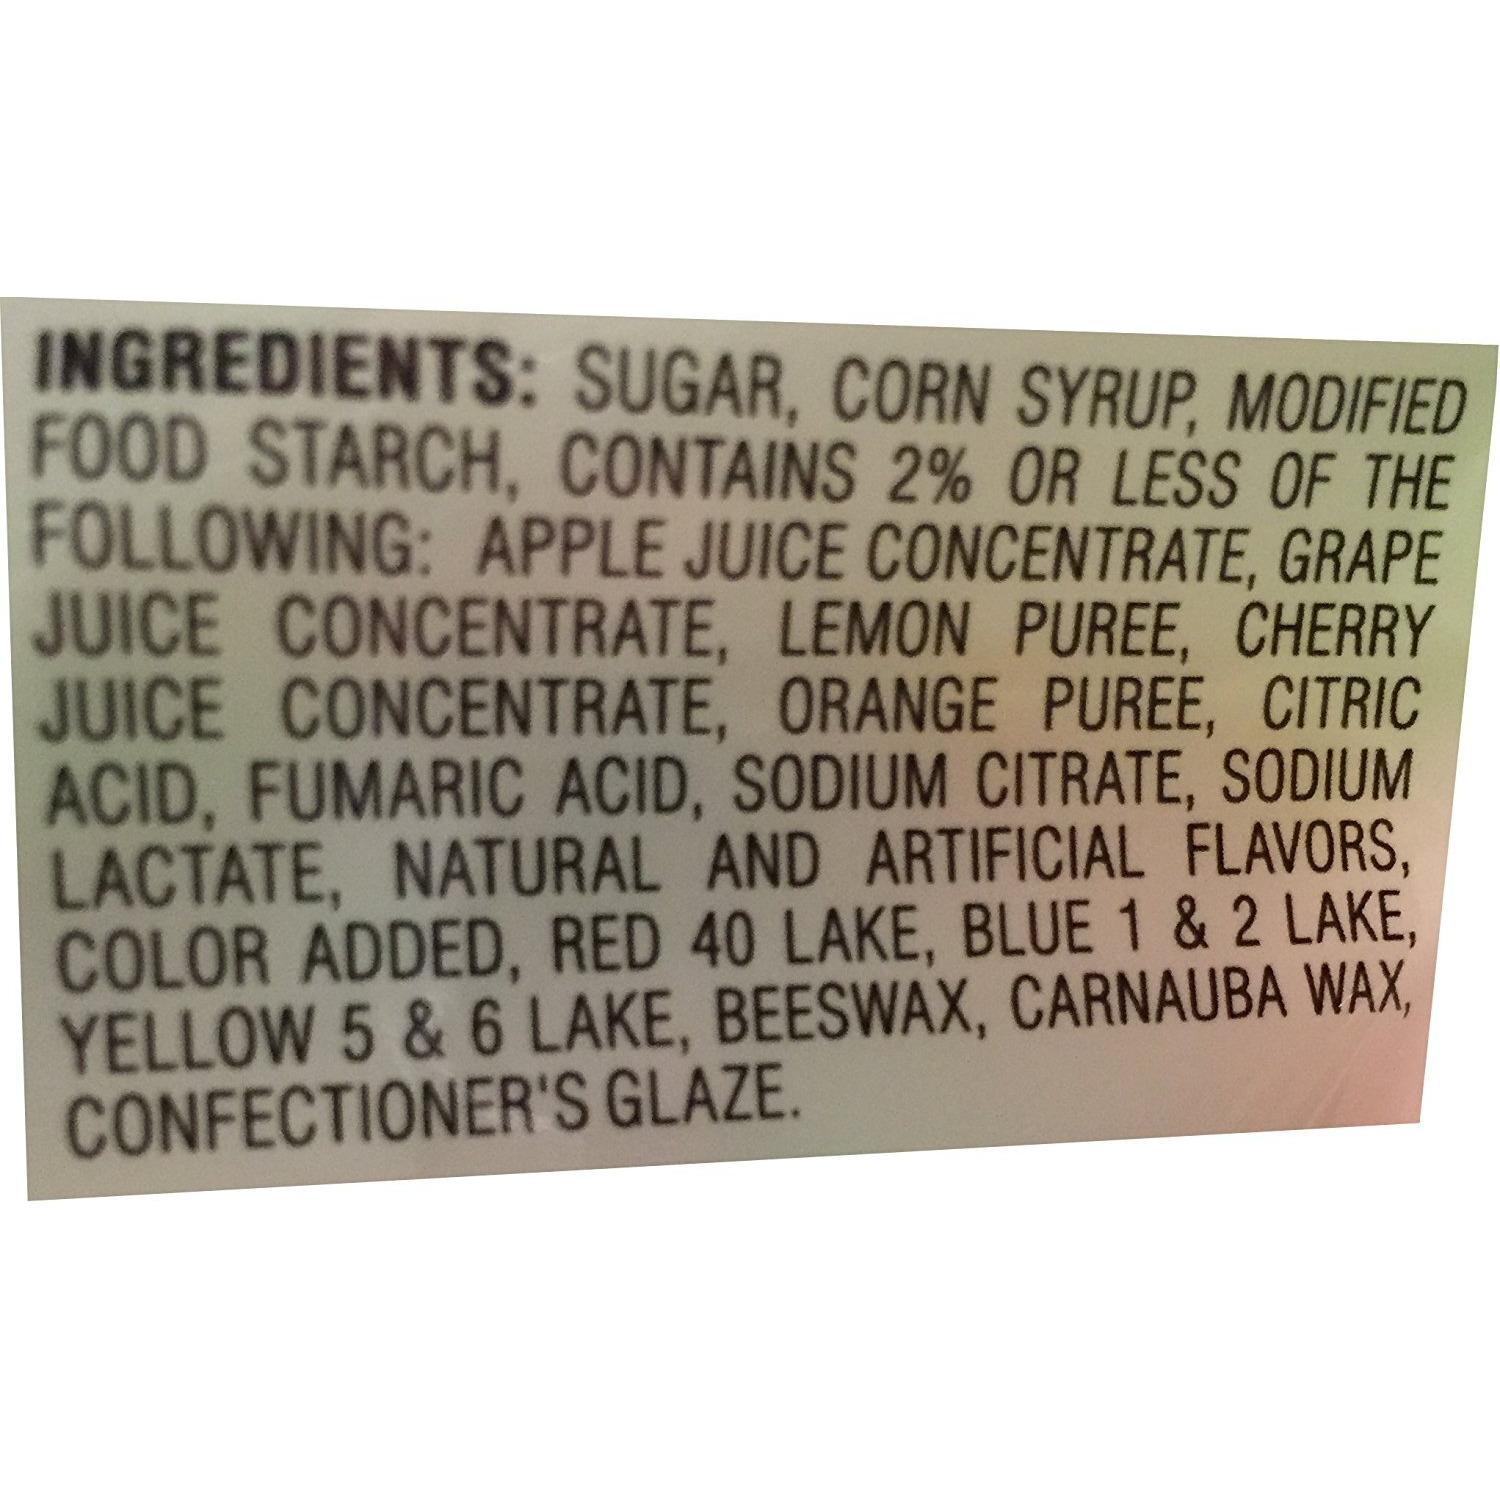 INGREDIENTS: SUGAR, CORN SYRUP, MODIFIED
FOOD STARCH, CONTAINS 2% OR LESS OF THE
FOLLOWING: APPLE JUICE CONCENTRATE, GRAPE
JUICE CONCENTRATE, LEMON PUREE, CHERRY
JUICE CONCENTRATE, ORANGE PUREE, CITRIC
ACID, FUMARIC ACID, SODIUM CITRATE, SODIUM
LACTATE, NATURAL AND ARTIFICIAL FLAVORS,
COLOR ADDED, RED 40 LAKE, BLUE 1 & 2 LAKE,
YELLOW 5 & 6 LAKE, BEESWAX, CARNAUBA WAX,
CONFECTIONER'S GLAZE.